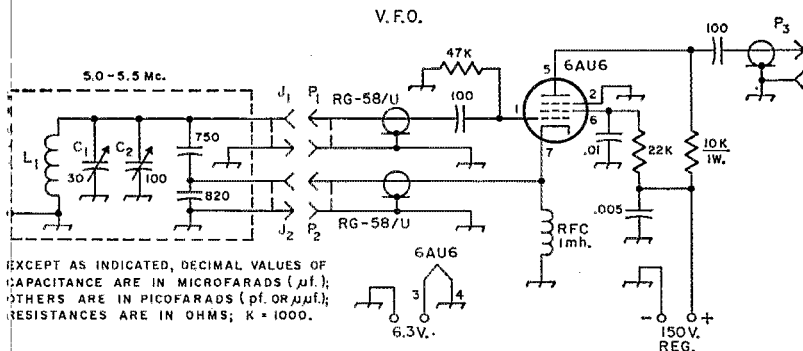 V.F.O.
5.0-5.5 Mc.
L1
C1
30
C2
100
750
820
J1
P1
J2
P2
RG-58/U
RG-58/U
100
47K
6AU6
1
5
2
6
7
.01
22K
10K
1W.
.005
RFC
1mh.
100
P3
6AU6
3
4
6.3V.
-
+
150V.
REG.
EXCEPT AS INDICATED, DECIMAL VALUES OF
CAPACITANCE ARE IN MICROFARADS (µf.);
OTHERS ARE IN PICOFARADS (pf. OR µµf.);
RESISTANCES ARE IN OHMS; K = 1000.